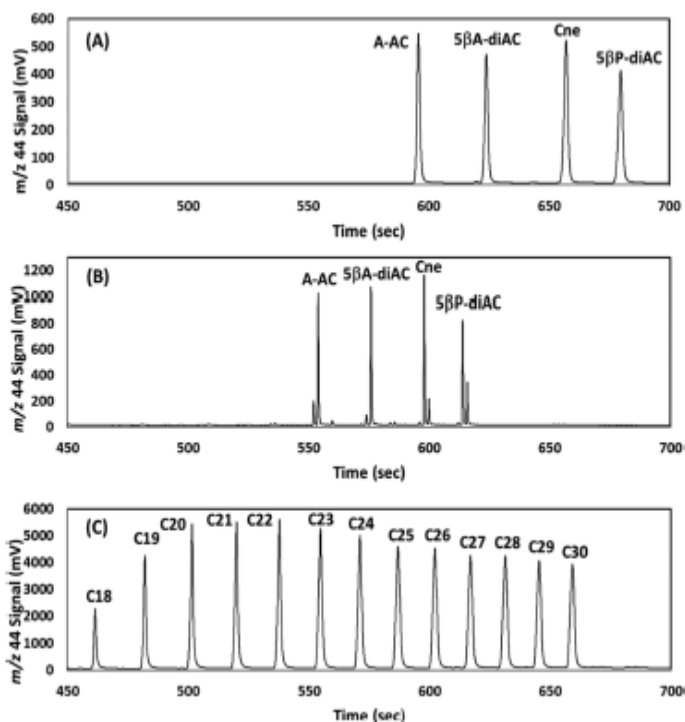 600
(A)
A-AC
5βA-diAC
Cne
5βP-diAC
500
400
300
200
100
0
m/z 44 Signal (mV)
450 500 550 600 650 700
Time (sec)
1200
(B)
A-AC
5βA-diAC
Cne
5βP-diAC
1000
800
600
400
200
0
m/z 44 Signal (mV)
450 500 550 600 650 700
Time (sec)
6000
(C)
C18 C19 C20 C21 C22 C23 C24 C25 C26 C27 C28 C29 C30
5000
4000
3000
2000
1000
0
m/z 44 Signal (mV)
450 500 550 600 650 700
Time (sec)